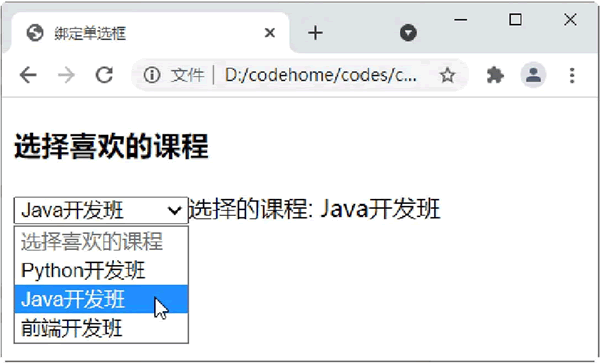 绑定单选框
文件 | D:/codehome/codes/c...
选择喜欢的课程
Java开发班 选择的课程: Java开发班
选择喜欢的课程
Python开发班
Java开发班
前端开发班